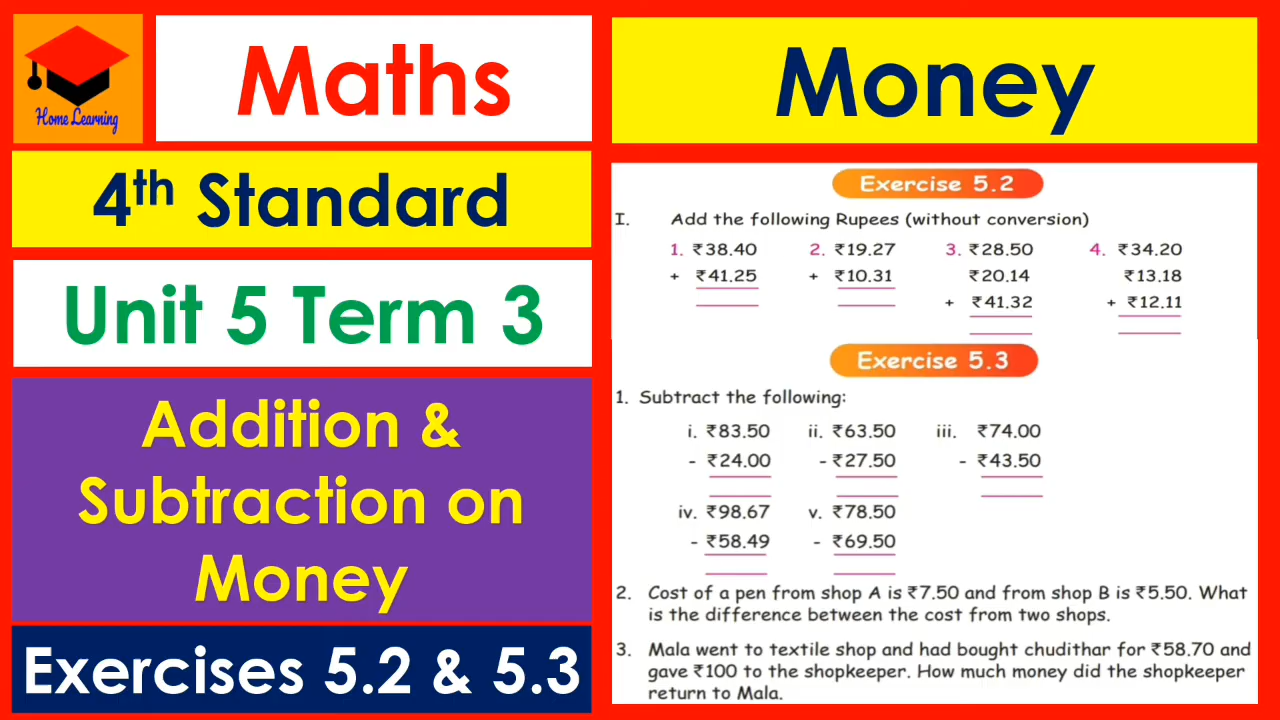 Home Learning
Maths
4th Standard
Unit 5 Term 3
Addition &
Subtraction on
Money
Exercises 5.2 & 5.3
Money
Exercise 5.2
I. Add the following Rupees (without conversion)
1. ₹38.40 2. ₹19.27 3. ₹28.50 4. ₹34.20
+ ₹41.25 + ₹10.31 ₹20.14 ₹13.18
+ ₹41.32 + ₹12.11
Exercise 5.3
1. Subtract the following:
i. ₹83.50 ii. ₹63.50 iii. ₹74.00
- ₹24.00 - ₹27.50 - ₹43.50
iv. ₹98.67 v. ₹78.50
- ₹58.49 - ₹69.50
2. Cost of a pen from shop A is ₹7.50 and from shop B is ₹5.50. What
is the difference between the cost from two shops.
3. Mala went to textile shop and had bought chudithar for ₹58.70 and
gave ₹100 to the shopkeeper. How much money did the shopkeeper
return to Mala.